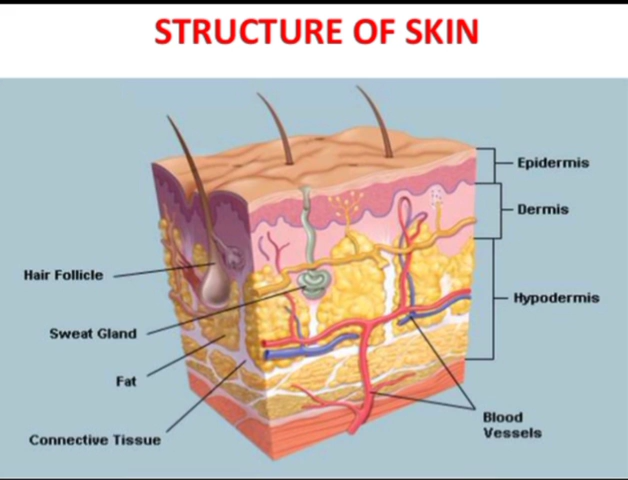 STRUCTURE OF SKIN
Epidermis
Dermis
Hair Follicle
Hypodermis
Sweat Gland
Fat
Connective Tissue
Blood
Vessels